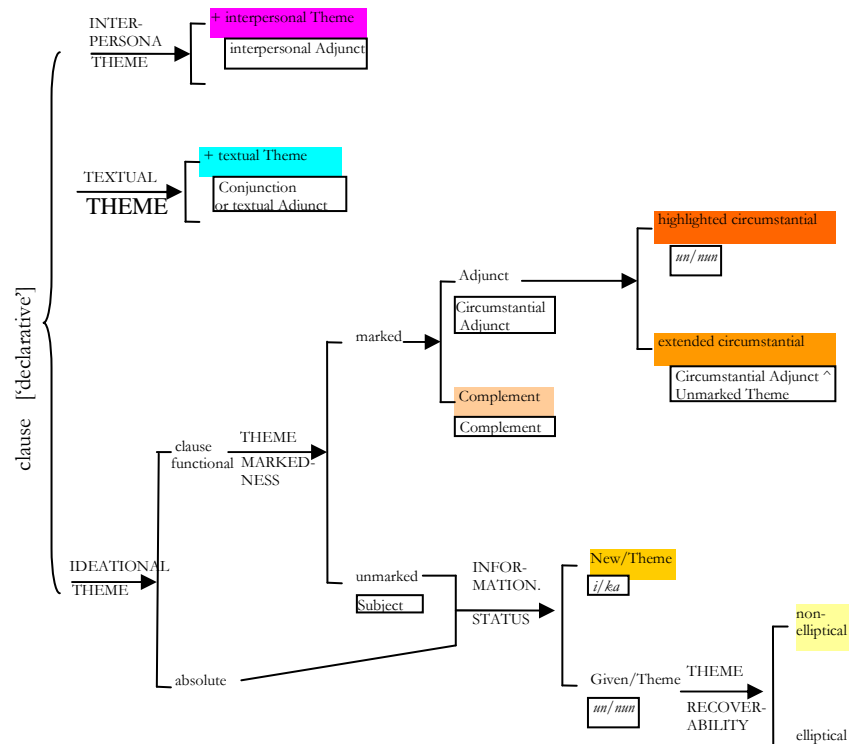 INTER-
PERSONA
THEME
+ interpersonal Theme
interpersonal Adjunct
TEXTUAL
THEME
+ textual Theme
Conjunction
or textual Adjunct
clause ['declarative']
IDEATIONAL
THEME
clause
functional
absolute
THEME
MARKED-
NESS
marked
unmarked
Subject
Adjunct
Circumstantial
Adjunct
Complement
Complement
highlighted circumstantial
un/nun
extended circumstantial
Circumstantial Adjunct ^
Unmarked Theme
INFOR-
MATION.
STATUS
New/Theme
i/ka
Given/Theme
un/nun
THEME
RECOVER-
ABILITY
non-
elliptical
elliptical